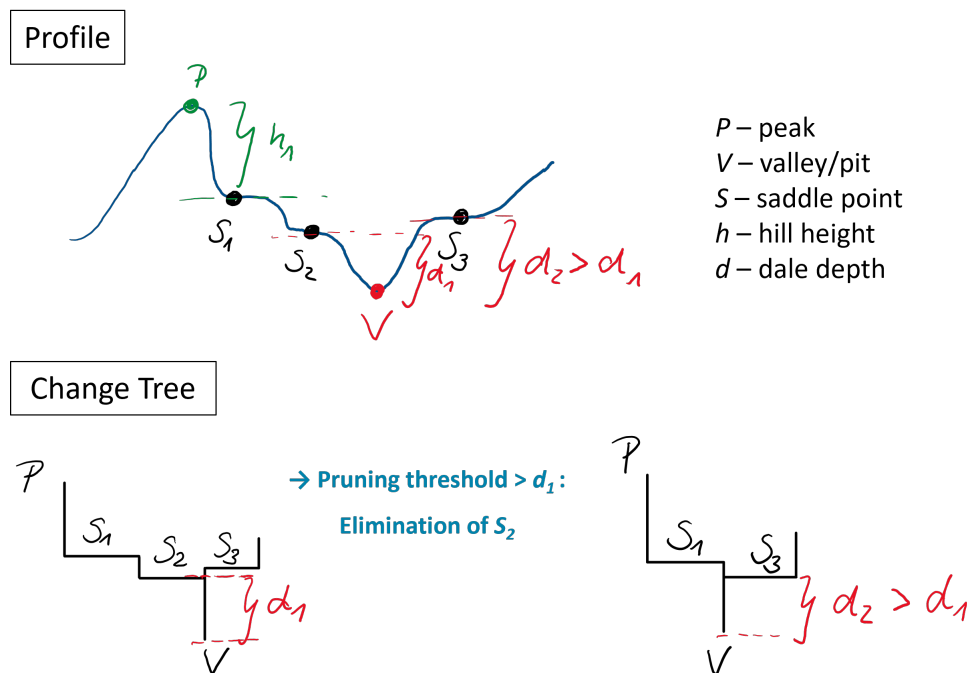 Profile
P
h1
S1
S2
S3
d1
d2 > d1
V
P – peak
V – valley/pit
S – saddle point
h – hill height
d – dale depth
Change Tree
P
S1
S2
S3
d1
V
→ Pruning threshold > d1 :
Elimination of S2
P
S1
S3
d2 > d1
V